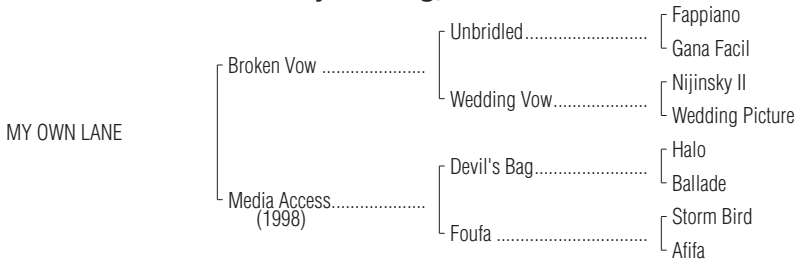 Fappiano
Unbridled
Gana Facil
Broken Vow
Nijinsky II
Wedding Vow
Wedding Picture
MY OWN LANE
Halo
Devil's Bag
Ballade
Media Access
(1998)
Storm Bird
Foufa
Afifa